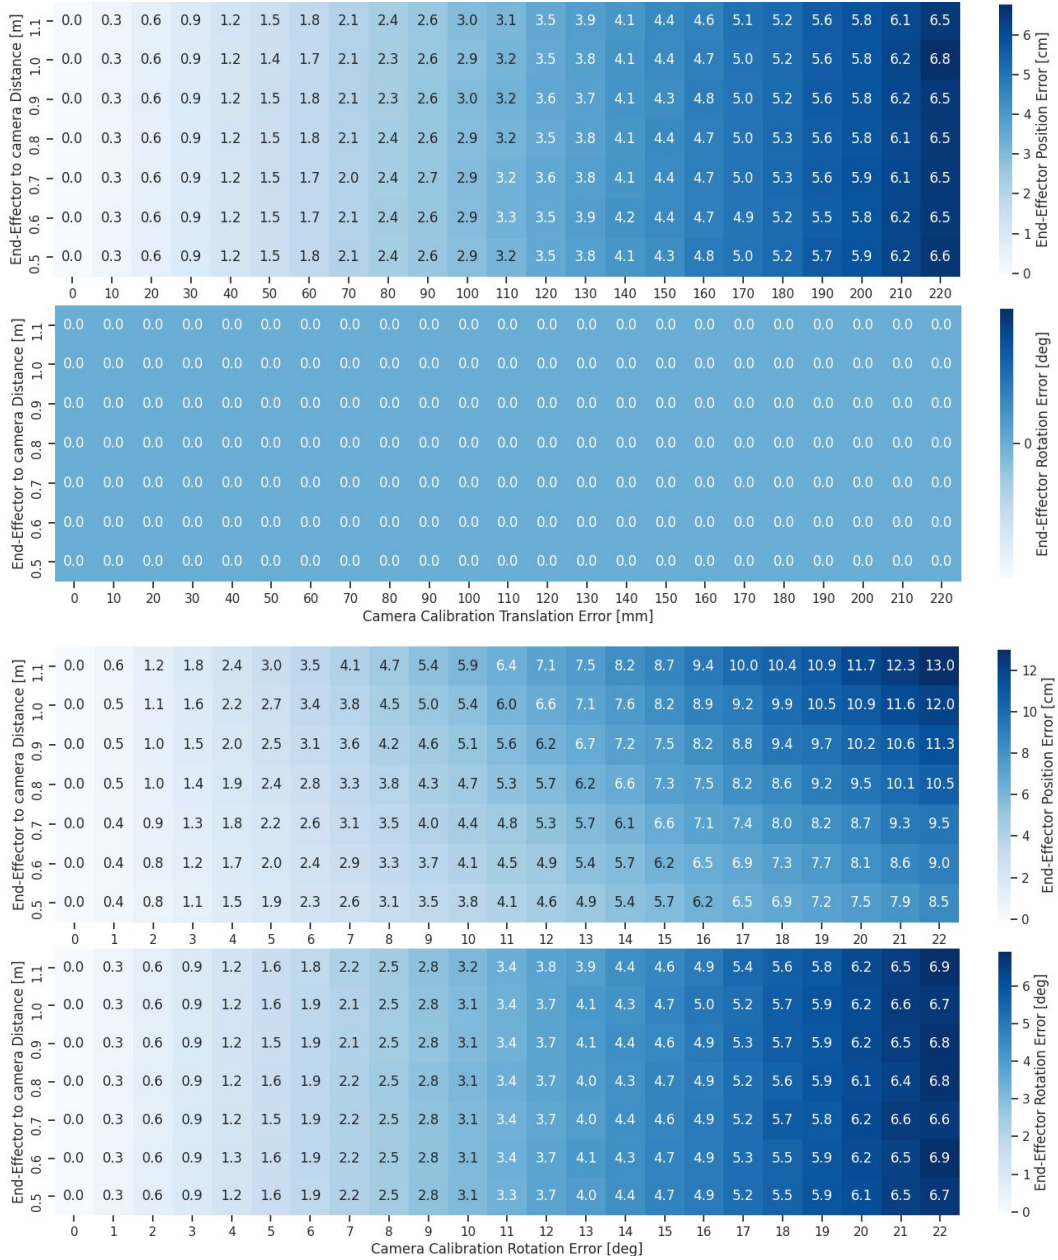 1.1 0.0 0.3 0.6 0.9 1.2 1.5 1.8 2.1 2.4 2.6 3.0 3.1 3.5 3.9 4.1 4.4 4.6 5.1 5.2 5.6 5.8 6.1 6.5
1.0 0.0 0.3 0.6 0.9 1.2 1.4 1.7 2.1 2.3 2.6 2.9 3.2 3.5 3.8 4.1 4.4 4.7 5.0 5.2 5.6 5.8 6.2 6.8
0.9 0.0 0.3 0.6 0.9 1.2 1.5 1.8 2.1 2.3 2.6 3.0 3.2 3.6 3.7 4.1 4.3 4.8 5.0 5.2 5.6 5.8 6.2 6.5
0.8 0.0 0.3 0.6 0.9 1.2 1.5 1.8 2.1 2.4 2.6 2.9 3.2 3.5 3.8 4.1 4.4 4.7 5.0 5.3 5.6 5.8 6.1 6.5
0.7 0.0 0.3 0.6 0.9 1.2 1.5 1.7 2.0 2.4 2.7 2.9 3.2 3.6 3.8 4.1 4.4 4.7 5.0 5.3 5.6 5.9 6.1 6.5
0.6 0.0 0.3 0.6 0.9 1.2 1.5 1.7 2.1 2.4 2.6 2.9 3.3 3.5 3.9 4.2 4.4 4.7 4.9 5.2 5.5 5.8 6.2 6.5
0.5 0.0 0.3 0.6 0.9 1.2 1.5 1.8 2.1 2.4 2.6 2.9 3.2 3.5 3.8 4.1 4.3 4.8 5.0 5.2 5.7 5.9 6.2 6.6
0 10 20 30 40 50 60 70 80 90 100 110 120 130 140 150 160 170 180 190 200 210 220
End-Effector to camera Distance [m]
6
5
4
3
2
1
0
End-Effector Position Error [cm]
1.1 0.0 0.0 0.0 0.0 0.0 0.0 0.0 0.0 0.0 0.0 0.0 0.0 0.0 0.0 0.0 0.0 0.0 0.0 0.0 0.0 0.0 0.0 0.0
1.0 0.0 0.0 0.0 0.0 0.0 0.0 0.0 0.0 0.0 0.0 0.0 0.0 0.0 0.0 0.0 0.0 0.0 0.0 0.0 0.0 0.0 0.0 0.0
0.9 0.0 0.0 0.0 0.0 0.0 0.0 0.0 0.0 0.0 0.0 0.0 0.0 0.0 0.0 0.0 0.0 0.0 0.0 0.0 0.0 0.0 0.0 0.0
0.8 0.0 0.0 0.0 0.0 0.0 0.0 0.0 0.0 0.0 0.0 0.0 0.0 0.0 0.0 0.0 0.0 0.0 0.0 0.0 0.0 0.0 0.0 0.0
0.7 0.0 0.0 0.0 0.0 0.0 0.0 0.0 0.0 0.0 0.0 0.0 0.0 0.0 0.0 0.0 0.0 0.0 0.0 0.0 0.0 0.0 0.0 0.0
0.6 0.0 0.0 0.0 0.0 0.0 0.0 0.0 0.0 0.0 0.0 0.0 0.0 0.0 0.0 0.0 0.0 0.0 0.0 0.0 0.0 0.0 0.0 0.0
0.5 0.0 0.0 0.0 0.0 0.0 0.0 0.0 0.0 0.0 0.0 0.0 0.0 0.0 0.0 0.0 0.0 0.0 0.0 0.0 0.0 0.0 0.0 0.0
0 10 20 30 40 50 60 70 80 90 100 110 120 130 140 150 160 170 180 190 200 210 220
Camera Calibration Translation Error [mm]
End-Effector to camera Distance [m]
0
End-Effector Rotation Error [deg]
1.1 0.0 0.6 1.2 1.8 2.4 3.0 3.5 4.1 4.7 5.4 5.9 6.4 7.1 7.5 8.2 8.7 9.4 10.0 10.4 10.9 11.7 12.3 13.0
1.0 0.0 0.5 1.1 1.6 2.2 2.7 3.4 3.8 4.5 5.0 5.4 6.0 6.6 7.1 7.6 8.2 8.9 9.2 9.9 10.5 10.9 11.6 12.0
0.9 0.0 0.5 1.0 1.5 2.0 2.5 3.1 3.6 4.2 4.6 5.1 5.6 6.2 6.7 7.2 7.5 8.2 8.8 9.4 9.7 10.2 10.6 11.3
0.8 0.0 0.5 1.0 1.4 1.9 2.4 2.8 3.3 3.8 4.3 4.7 5.3 5.7 6.2 6.6 7.3 7.5 8.2 8.6 9.2 9.5 10.1 10.5
0.7 0.0 0.4 0.9 1.3 1.8 2.2 2.6 3.1 3.5 4.0 4.4 4.8 5.3 5.7 6.1 6.6 7.1 7.4 8.0 8.2 8.7 9.3 9.5
0.6 0.0 0.4 0.8 1.2 1.7 2.0 2.4 2.9 3.3 3.7 4.1 4.5 4.9 5.4 5.7 6.2 6.5 6.9 7.3 7.7 8.1 8.6 9.0
0.5 0.0 0.4 0.8 1.1 1.5 1.9 2.3 2.6 3.1 3.5 3.8 4.1 4.6 4.9 5.4 5.7 6.2 6.5 6.9 7.2 7.5 7.9 8.5
0 1 2 3 4 5 6 7 8 9 10 11 12 13 14 15 16 17 18 19 20 21 22
End-Effector to camera Distance [m]
12
10
8
6
4
2
0
End-Effector Position Error [cm]
1.1 0.0 0.3 0.6 0.9 1.2 1.6 1.8 2.2 2.5 2.8 3.2 3.4 3.8 3.9 4.4 4.6 4.9 5.4 5.6 5.8 6.2 6.5 6.9
1.0 0.0 0.3 0.6 0.9 1.2 1.6 1.9 2.1 2.5 2.8 3.1 3.4 3.7 4.1 4.3 4.7 5.0 5.2 5.7 5.9 6.2 6.6 6.7
0.9 0.0 0.3 0.6 0.9 1.2 1.5 1.9 2.1 2.5 2.8 3.1 3.4 3.7 4.1 4.4 4.6 4.9 5.3 5.7 5.9 6.2 6.5 6.8
0.8 0.0 0.3 0.6 0.9 1.2 1.6 1.9 2.2 2.5 2.8 3.1 3.4 3.7 4.0 4.3 4.7 4.9 5.2 5.6 5.9 6.1 6.4 6.8
0.7 0.0 0.3 0.6 0.9 1.2 1.5 1.9 2.2 2.5 2.8 3.1 3.4 3.7 4.0 4.4 4.6 4.9 5.2 5.7 5.8 6.2 6.6 6.6
0.6 0.0 0.3 0.6 0.9 1.3 1.6 1.9 2.2 2.5 2.8 3.1 3.4 3.7 4.1 4.3 4.7 4.9 5.3 5.5 5.9 6.2 6.5 6.9
0.5 0.0 0.3 0.6 0.9 1.2 1.6 1.9 2.2 2.5 2.8 3.1 3.3 3.7 4.0 4.4 4.7 4.9 5.2 5.5 5.9 6.1 6.5 6.7
0 1 2 3 4 5 6 7 8 9 10 11 12 13 14 15 16 17 18 19 20 21 22
Camera Calibration Rotation Error [deg]
End-Effector to camera Distance [m]
6
5
4
3
2
1
0
End-Effector Rotation Error [deg]